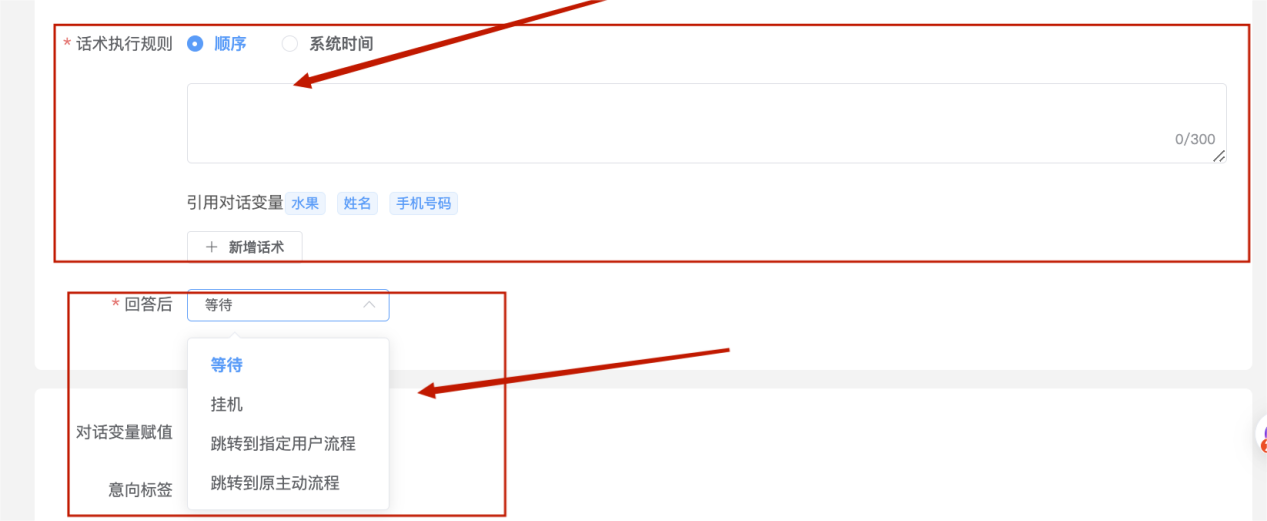 * 话术执行规则 顺序 系统时间
0/300
引用对话变量 水果 姓名 手机号码
+ 新增话术
* 回答后 等待
等待
挂机
对话变量赋值
跳转到指定用户流程
跳转到原主动流程
意向标签